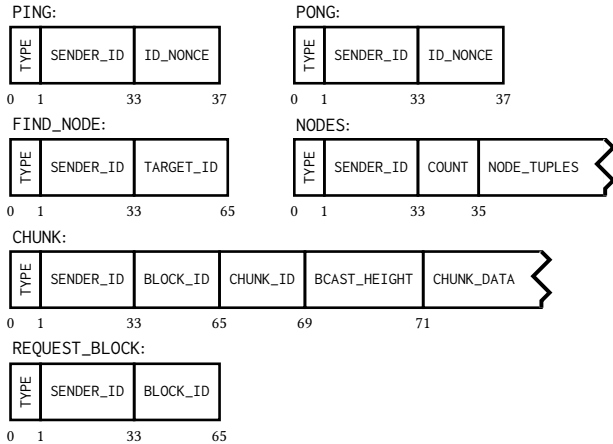 PING:
TYPE SENDER_ID ID_NONCE
0 1 33 37
PONG:
TYPE SENDER_ID ID_NONCE
0 1 33 37
FIND_NODE:
TYPE SENDER_ID TARGET_ID
0 1 33 65
NODES:
TYPE SENDER_ID COUNT NODE_TUPLES
0 1 33 35
CHUNK:
TYPE SENDER_ID BLOCK_ID CHUNK_ID BCAST_HEIGHT CHUNK_DATA
0 1 33 65 69 71
REQUEST_BLOCK:
TYPE SENDER_ID BLOCK_ID
0 1 33 65